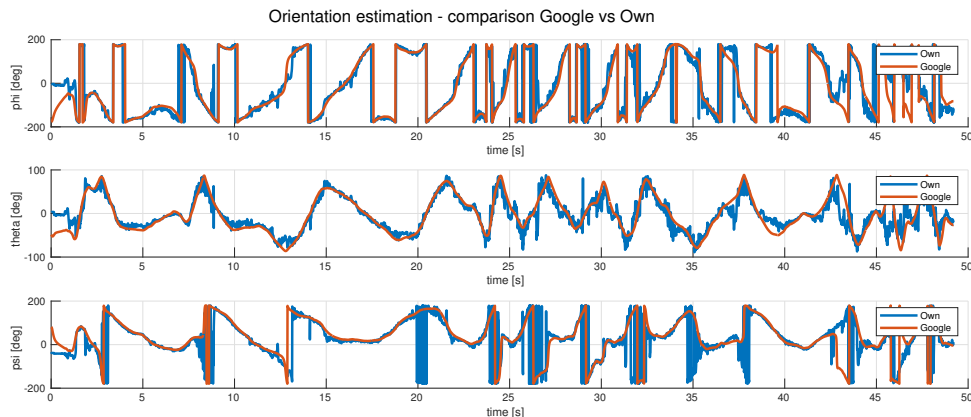 Orientation estimation - comparison Google vs Own
200
0
-200
phi [deg]
Own
Google
0 5 10 15 20 25 30 35 40 45 50
time [s]
100
0
-100
theta [deg]
Own
Google
0 5 10 15 20 25 30 35 40 45 50
time [s]
200
0
-200
psi [deg]
Own
Google
0 5 10 15 20 25 30 35 40 45 50
time [s]